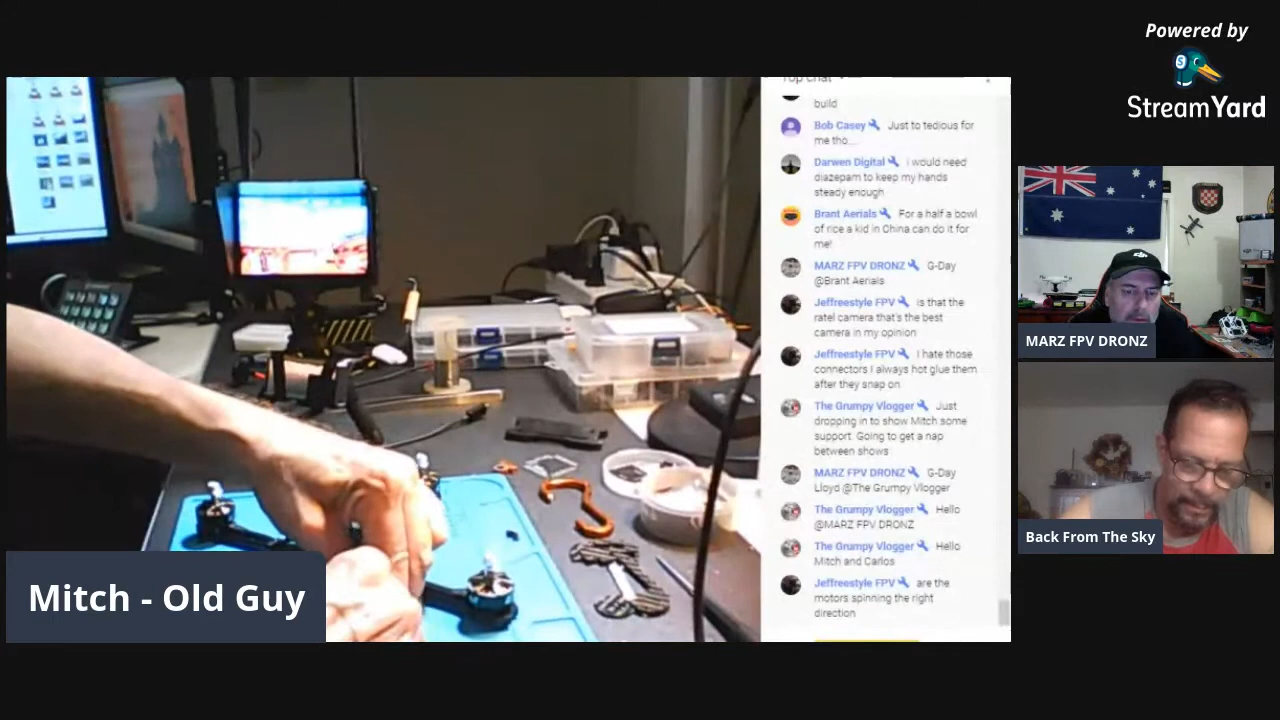 Powered by
StreamYard
Top chat
build
Bob Casey Just to tedious for
me tho...
Darwen Digital i would need
diazepam to keep my hands
steady enough
Brant Aerials For a half a bowl
of rice a kid in China can do it for
me!
MARZ FPV DRONZ G-Day
@Brant Aerials
Jeffreestyle FPV Is that the
ratel camera that's the best
camera in my opinion
Jeffreestyle FPV I hate those
connectors I always hot glue them
after they snap on
The Grumpy Vlogger Just
dropping in to show Mitch some
support Going to get a nap
between shows
MARZ FPV DRONZ G-Day
Lloyd @The Grumpy Vlogger
The Grumpy Vlogger Hello
@MARZ FPV DRONZ
The Grumpy Vlogger Hello
Mitch and Carlos
Jeffreestyle FPV are the
motors spinning the right
direction
Mitch - Old Guy
MARZ FPV DRONZ
Back From The Sky